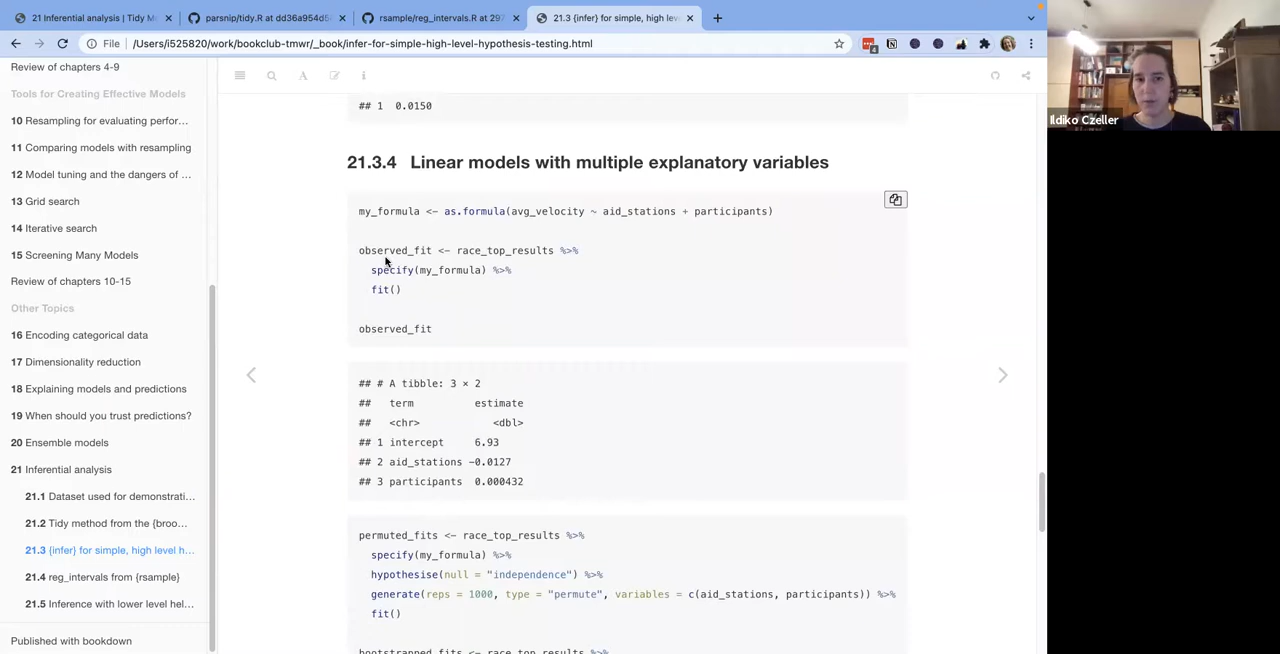 21 Inferential analysis | Tidy M
parsnip/tidy.R at dd36a954d
rsample/reg_intervals.R at 297
21.3 {infer} for simple, high lev
File
/Users/i525820/work/bookclub-tmwr/_book/infer-for-simple-high-level-hypothesis-testing.html
4
Review of chapters 4-9
Tools for Creating Effective Models
10 Resampling for evaluating perfor...
11 Comparing models with resampling
12 Model tuning and the dangers of ...
13 Grid search
14 Iterative search
15 Screening Many Models
Review of chapters 10-15
Other Topics
16 Encoding categorical data
17 Dimensionality reduction
18 Explaining models and predictions
19 When should you trust predictions?
20 Ensemble models
21 Inferential analysis
21.1 Dataset used for demonstrati...
21.2 Tidy method from the {broo...
21.3 {infer} for simple, high level h...
21.4 reg_intervals from {rsample}
21.5 Inference with lower level hel...
Published with bookdown
## 1 0.0150
21.3.4 Linear models with multiple explanatory variables
my_formula <- as.formula(avg_velocity ~ aid_stations + participants)
observed_fit <- race_top_results %>%
specify(my_formula) %>%
fit()
observed_fit
## # A tibble: 3 × 2
## term estimate
## <chr> <dbl>
## 1 intercept 6.93
## 2 aid_stations -0.0127
## 3 participants 0.000432
permuted_fits <- race_top_results %>%
specify(my_formula) %>%
hypothesise(null = "independence") %>%
generate(reps = 1000, type = "permute", variables = c(aid_stations, participants)) %>%
fit()
bootstrapped_fits <- race_top_results %>%
Ildiko Czeller